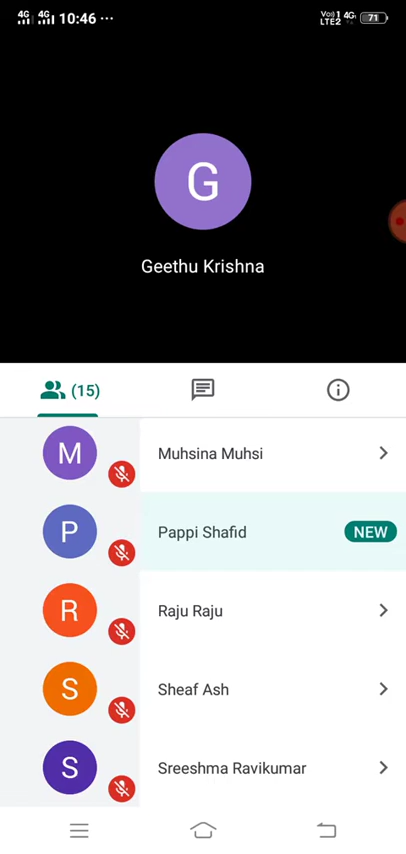 4G 4G 10:46 ...
Vo)) 1 4G
LTE2
71
G
Geethu Krishna
(15)
M
Muhsina Muhsi
P
Pappi Shafid
NEW
R
Raju Raju
S
Sheaf Ash
S
Sreeshma Ravikumar